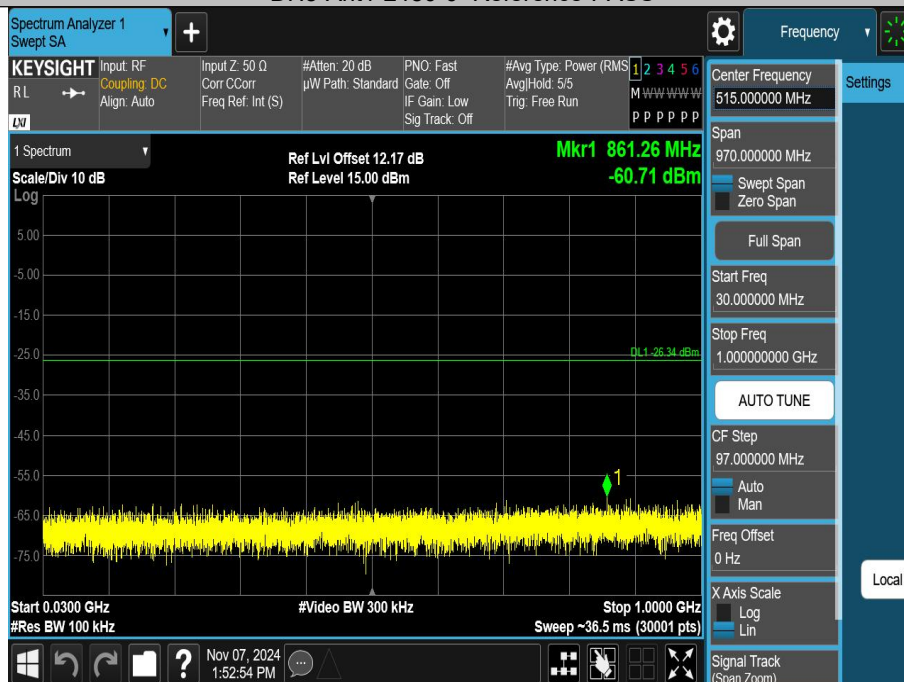 Spectrum Analyzer 1
Swept SA
Frequency
KEYSIGHT
RL
LXI
Input: RF
Coupling: DC
Align: Auto
Input Z: 50 Ω
Corr CCorr
Freq Ref: Int (S)
#Atten: 20 dB
µW Path: Standard
PNO: Fast
Gate: Off
IF Gain: Low
Sig Track: Off
#Avg Type: Power (RMS
Avg|Hold: 5/5
Trig: Free Run
1 2 3 4 5 6
M W W W W W
P P P P P P
1 Spectrum
Scale/Div 10 dB
Log
Ref Lvl Offset 12.17 dB
Ref Level 15.00 dBm
Mkr1 861.26 MHz
-60.71 dBm
5.00
-5.00
-15.0
-25.0
DL1 -26.34 dBm
-35.0
-45.0
-55.0
1
-65.0
-75.0
Start 0.0300 GHz
#Video BW 300 kHz
Stop 1.0000 GHz
#Res BW 100 kHz
Sweep ~36.5 ms (30001 pts)
Nov 07, 2024
1:52:54 PM
Center Frequency
515.000000 MHz
Settings
Span
970.000000 MHz
Swept Span
Zero Span
Full Span
Start Freq
30.000000 MHz
Stop Freq
1.000000000 GHz
AUTO TUNE
CF Step
97.000000 MHz
Auto
Man
Freq Offset
0 Hz
Local
X Axis Scale
Log
Lin
Signal Track
(Span Zoom)